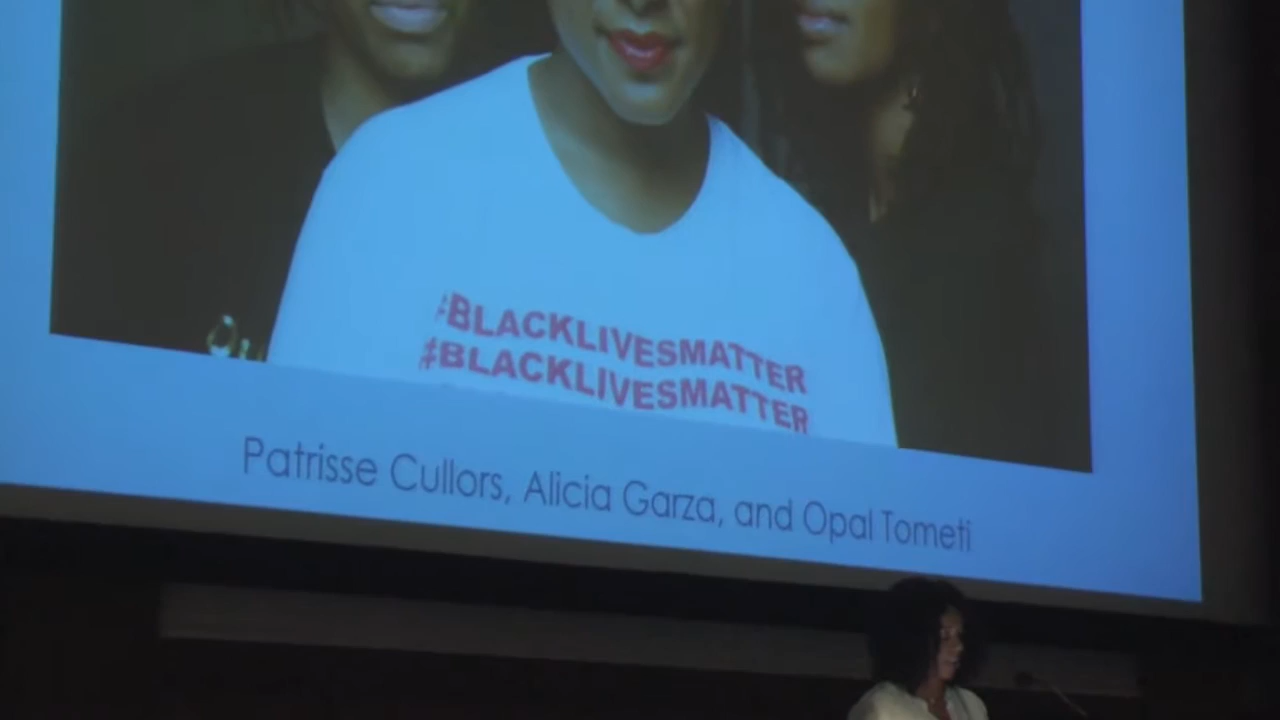 #BLACKLIVESMATTER
#BLACKLIVESMATTER
Patrisse Cullors, Alicia Garza, and Opal Tometi